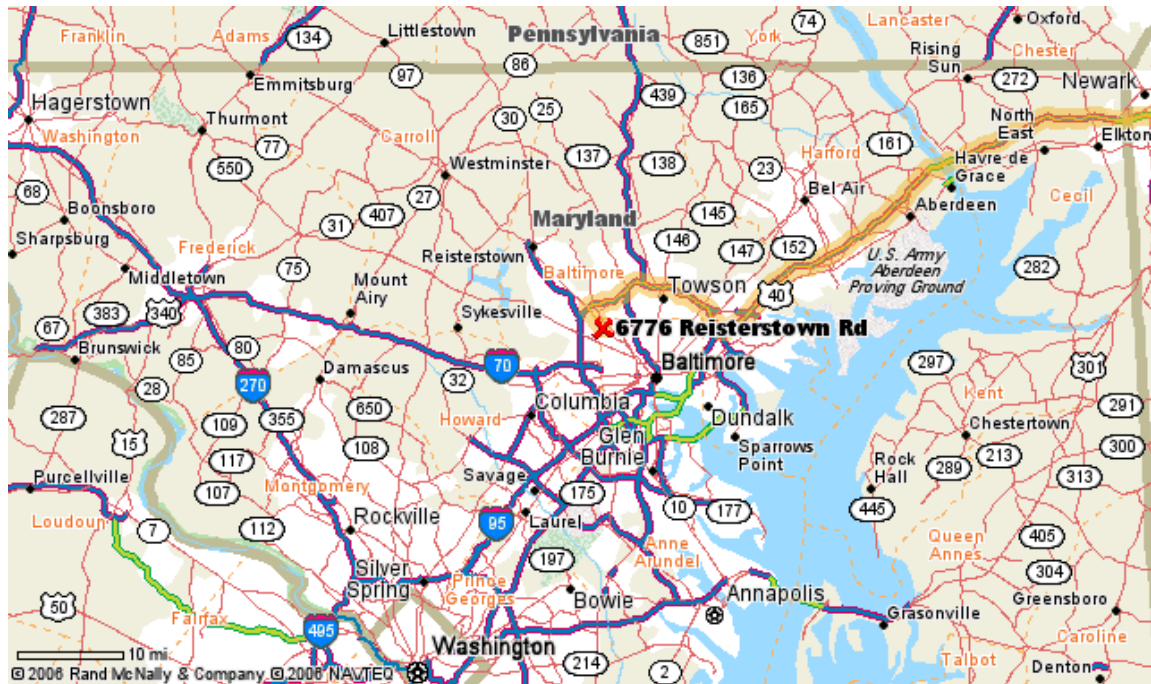 Franklin
Adams
134
Littlestown
Pennsylvania
74
Lancaster
Oxford
851
York
Rising
Sun
Chester
97
86
136
272
Newark
Emmitsburg
439
165
Hagerstown
Thurmont
30
25
North
East
Washington
77
Carroll
137
138
23
Harford
161
Elkton
550
Westminster
Havre de
Grace
68
27
Bel Air
Cecil
Boonsboro
407
Maryland
145
Aberdeen
31
Sharpsburg
Frederick
Reisterstown
146
147
152
U.S. Army
Aberdeen
Proving Ground
282
Middletown
75
Mount
Airy
Baltimore
Towson
40
67
383
340
Sykesville
6776 Reisterstown Rd
Brunswick
85
80
70
Baltimore
297
301
28
270
Damascus
32
Kent
291
287
109
355
650
Howard
Columbia
Dundalk
Chestertown
15
108
Glen
Burnie
Sparrows
Point
213
300
117
289
Rock
Hall
313
Purcellville
107
Montgomery
Savage
175
10
177
445
Loudoun
7
112
Rockville
95
Laurel
Queen
Annes
405
197
Anne
Arundel
304
Silver
Spring
Prince
Georges
Bowie
Annapolis
Greensboro
50
Fairfax
495
Grasonville
Caroline
Washington
214
2
Talbot
Denton
10 mi
© 2006 Rand McNally & Company © 2006 NAVTEQ